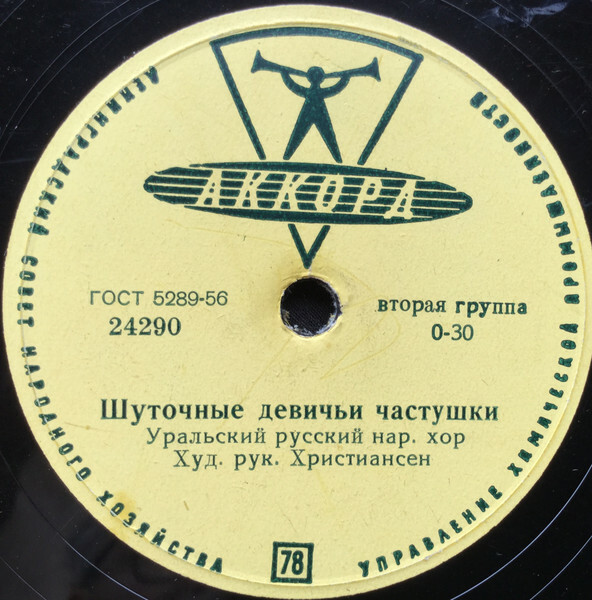 АККОРД
ГОСТ 5289-56
24290
вторая группа
0-30
Шуточные девичьи частушки
Уральский русский нар. хор
Худ. рук. Христиансен
ЛЕНИНГРАДСКИЙ СОВЕТ НАРОДНОГО ХОЗЯЙСТВА
78
УПРАВЛЕНИЕ ХИМИЧЕСКОЙ ПРОМЫШЛЕННОСТИ